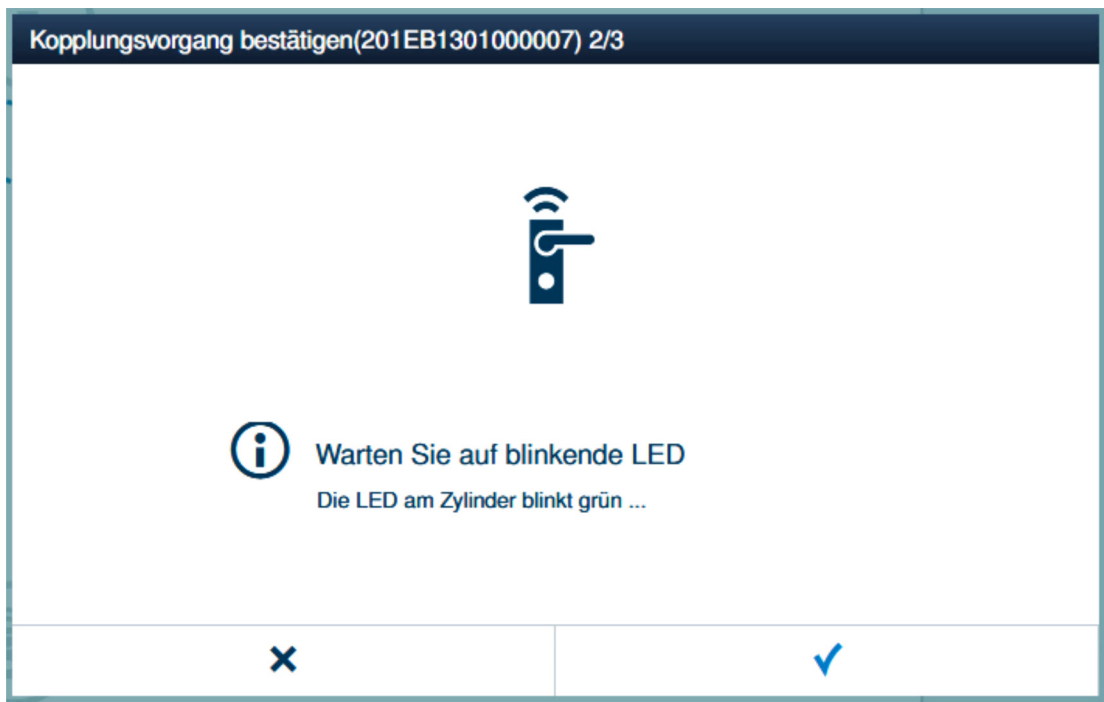 Kopplungsvorgang bestätigen(201EB1301000007) 2/3
Warten Sie auf blinkende LED
Die LED am Zylinder blinkt grün ...